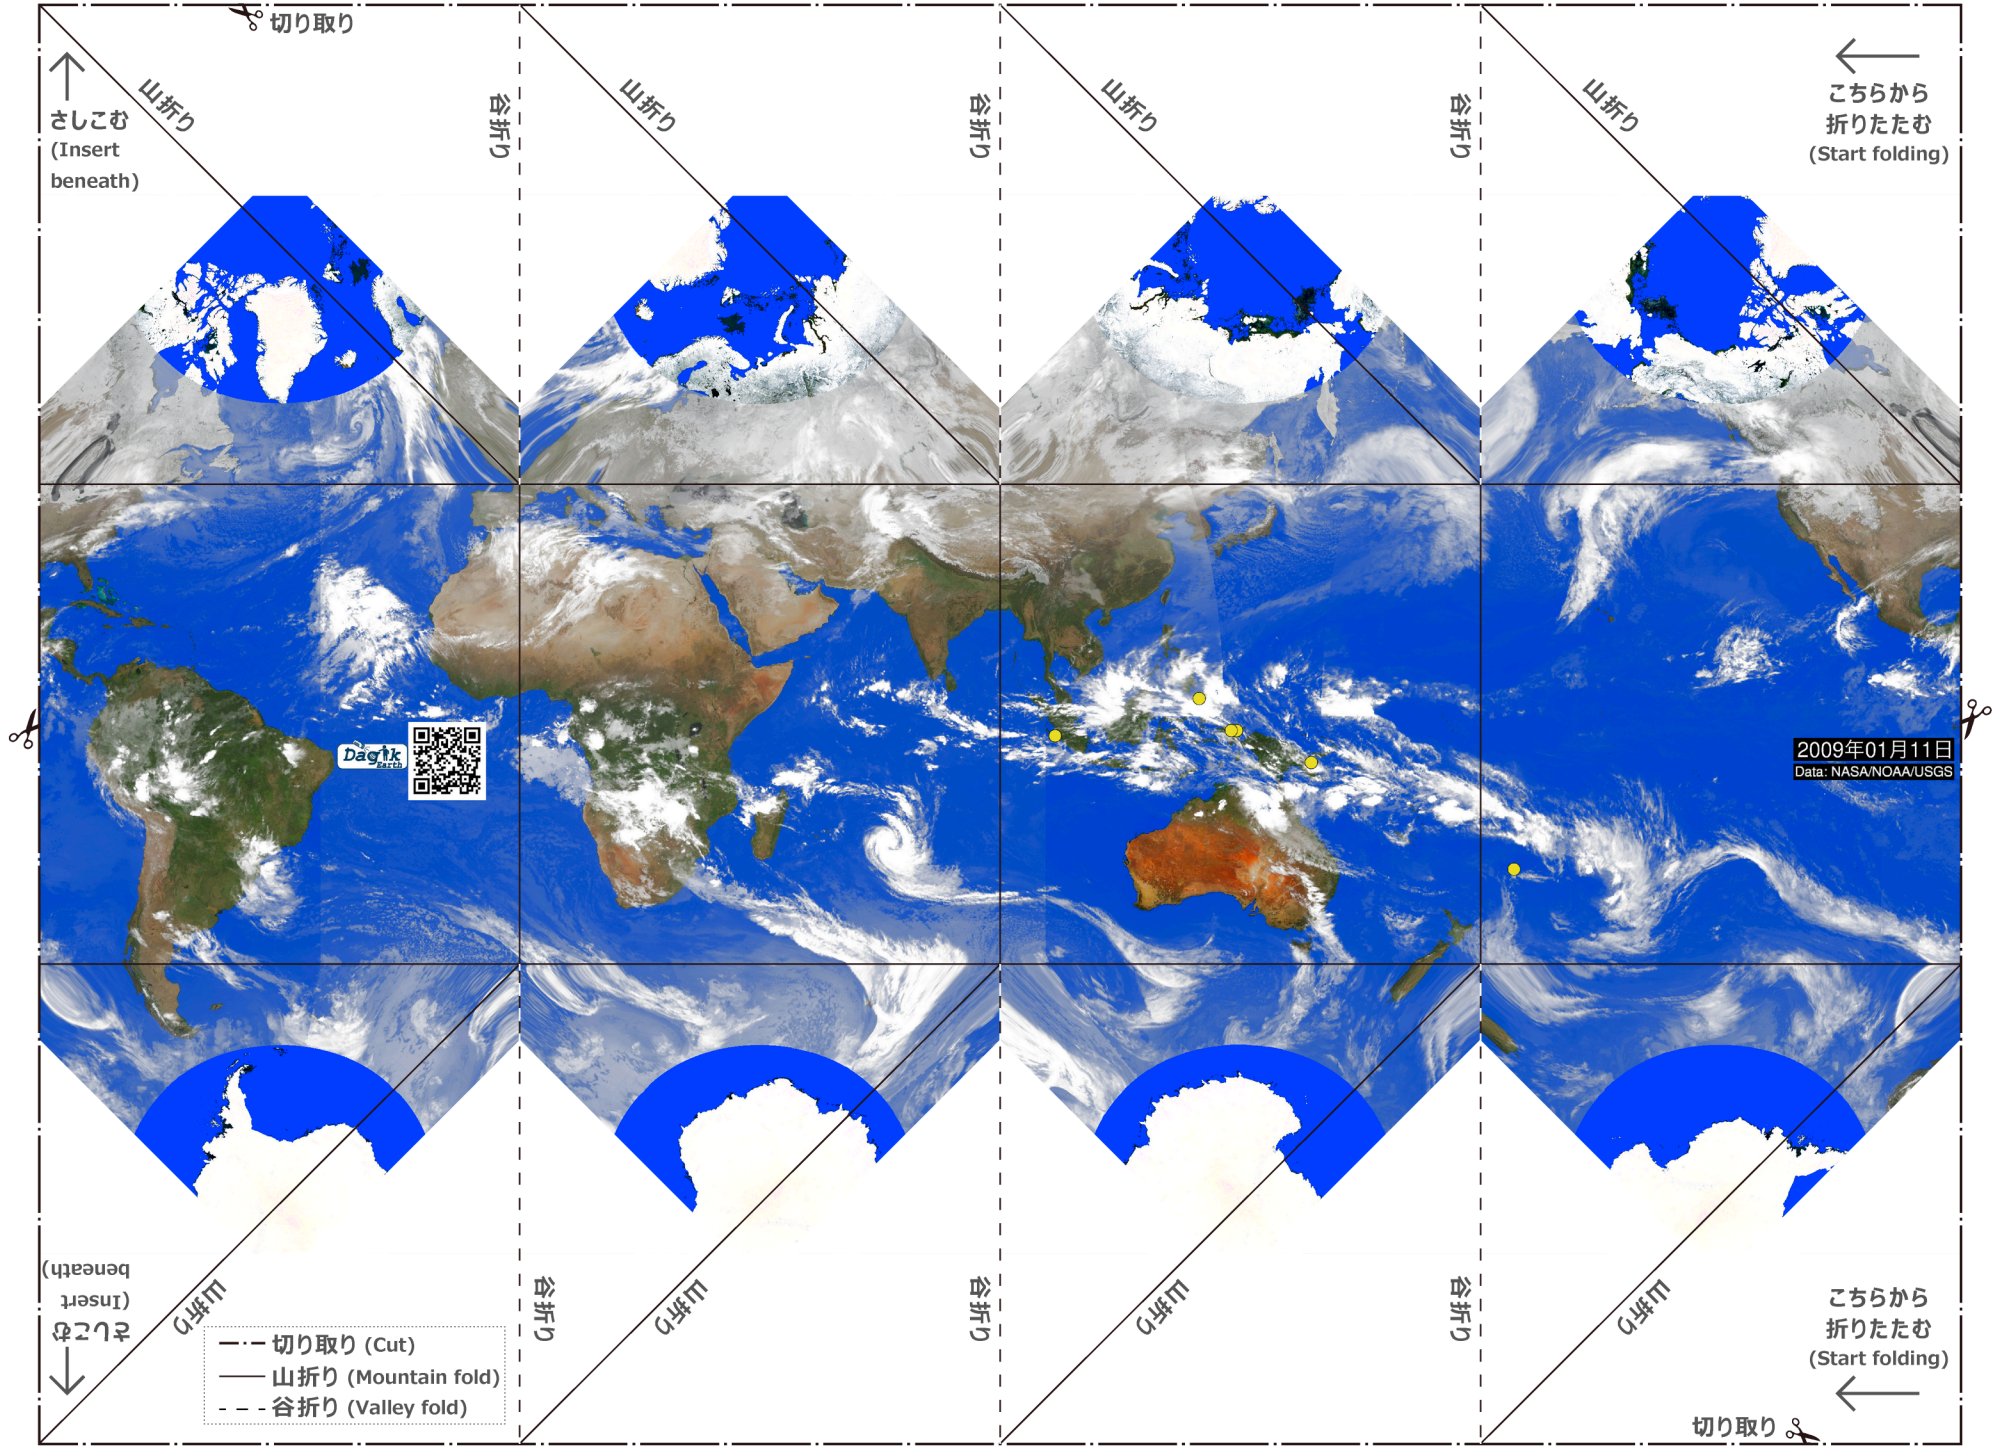 切り取り
山折り
山折り
山折り
山折り
谷折り
谷折り
谷折り
さしこむ
(Insert
beneath)
こちらから
折りたたむ
(Start folding)
Dagik
Earth
2009年01月11日
Data: NASA/NOAA/USGS
さしこむ
(Insert
beneath)
山折り
山折り
山折り
山折り
谷折り
谷折り
谷折り
こちらから
折りたたむ
(Start folding)
切り取り (Cut)
山折り (Mountain fold)
谷折り (Valley fold)
切り取り